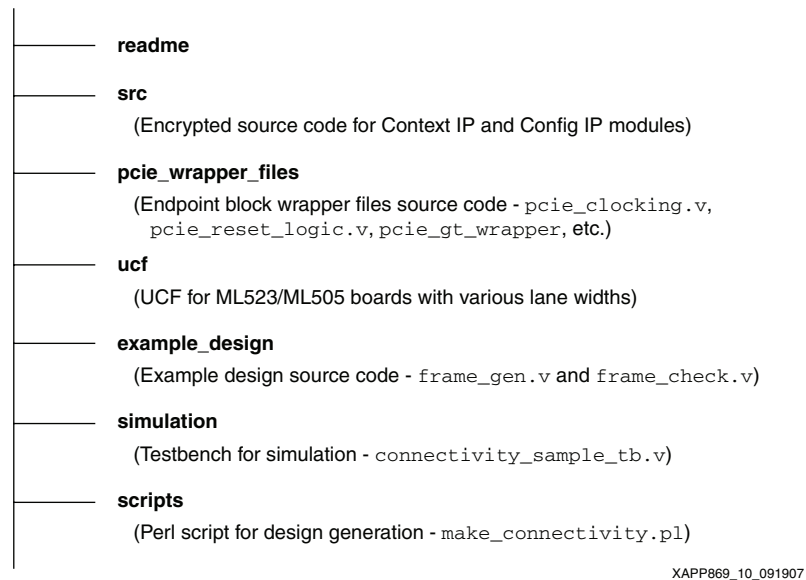 readme
src
(Encrypted source code for Context IP and Config IP modules)
pcie_wrapper_files
(Endpoint block wrapper files source code - pcie_clocking.v,
pcie_reset_logic.v, pcie_gt_wrapper, etc.)
ucf
(UCF for ML523/ML505 boards with various lane widths)
example_design
(Example design source code - frame_gen.v and frame_check.v)
simulation
(Testbench for simulation - connectivity_sample_tb.v)
scripts
(Perl script for design generation - make_connectivity.pl)
XAPP869_10_091907